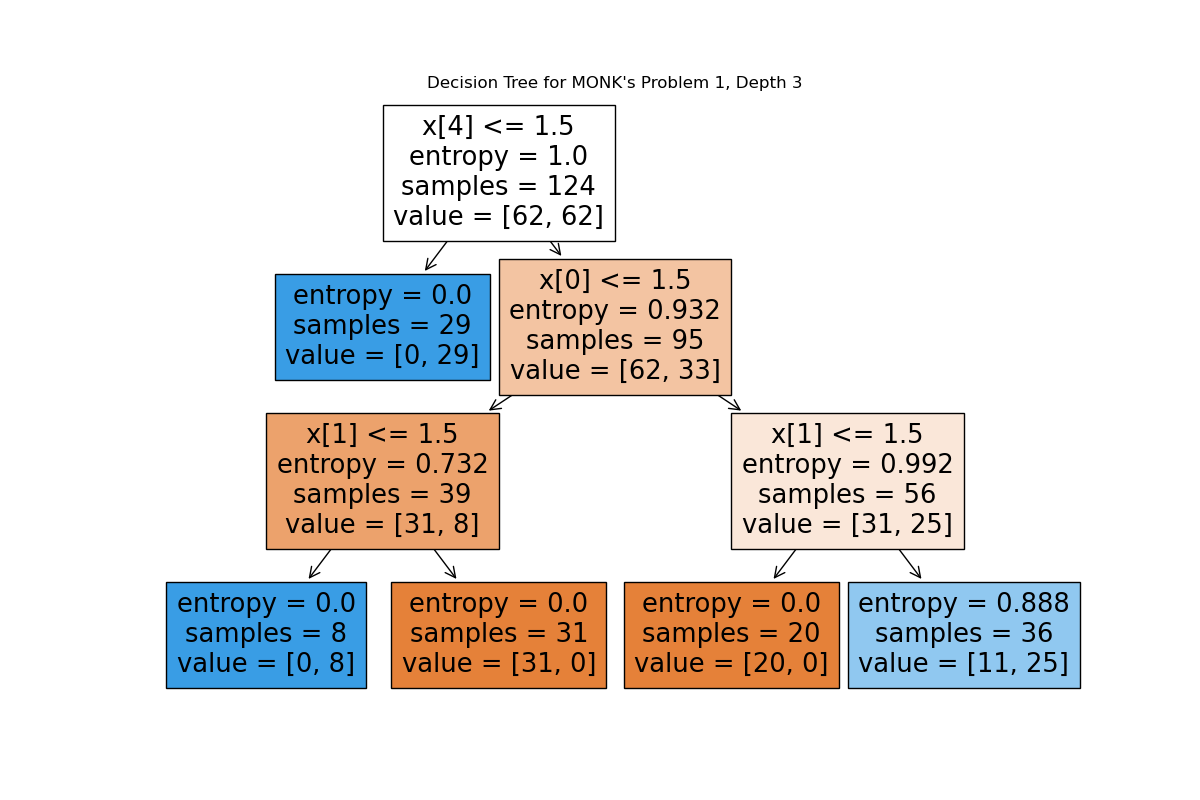 Decision Tree for MONK's Problem 1, Depth 3
x[4] <= 1.5
entropy = 1.0
samples = 124
value = [62, 62]
entropy = 0.0
samples = 29
value = [0, 29]
x[0] <= 1.5
entropy = 0.932
samples = 95
value = [62, 33]
x[1] <= 1.5
entropy = 0.732
samples = 39
value = [31, 8]
x[1] <= 1.5
entropy = 0.992
samples = 56
value = [31, 25]
entropy = 0.0
samples = 8
value = [0, 8]
entropy = 0.0
samples = 31
value = [31, 0]
entropy = 0.0
samples = 20
value = [20, 0]
entropy = 0.888
samples = 36
value = [11, 25]